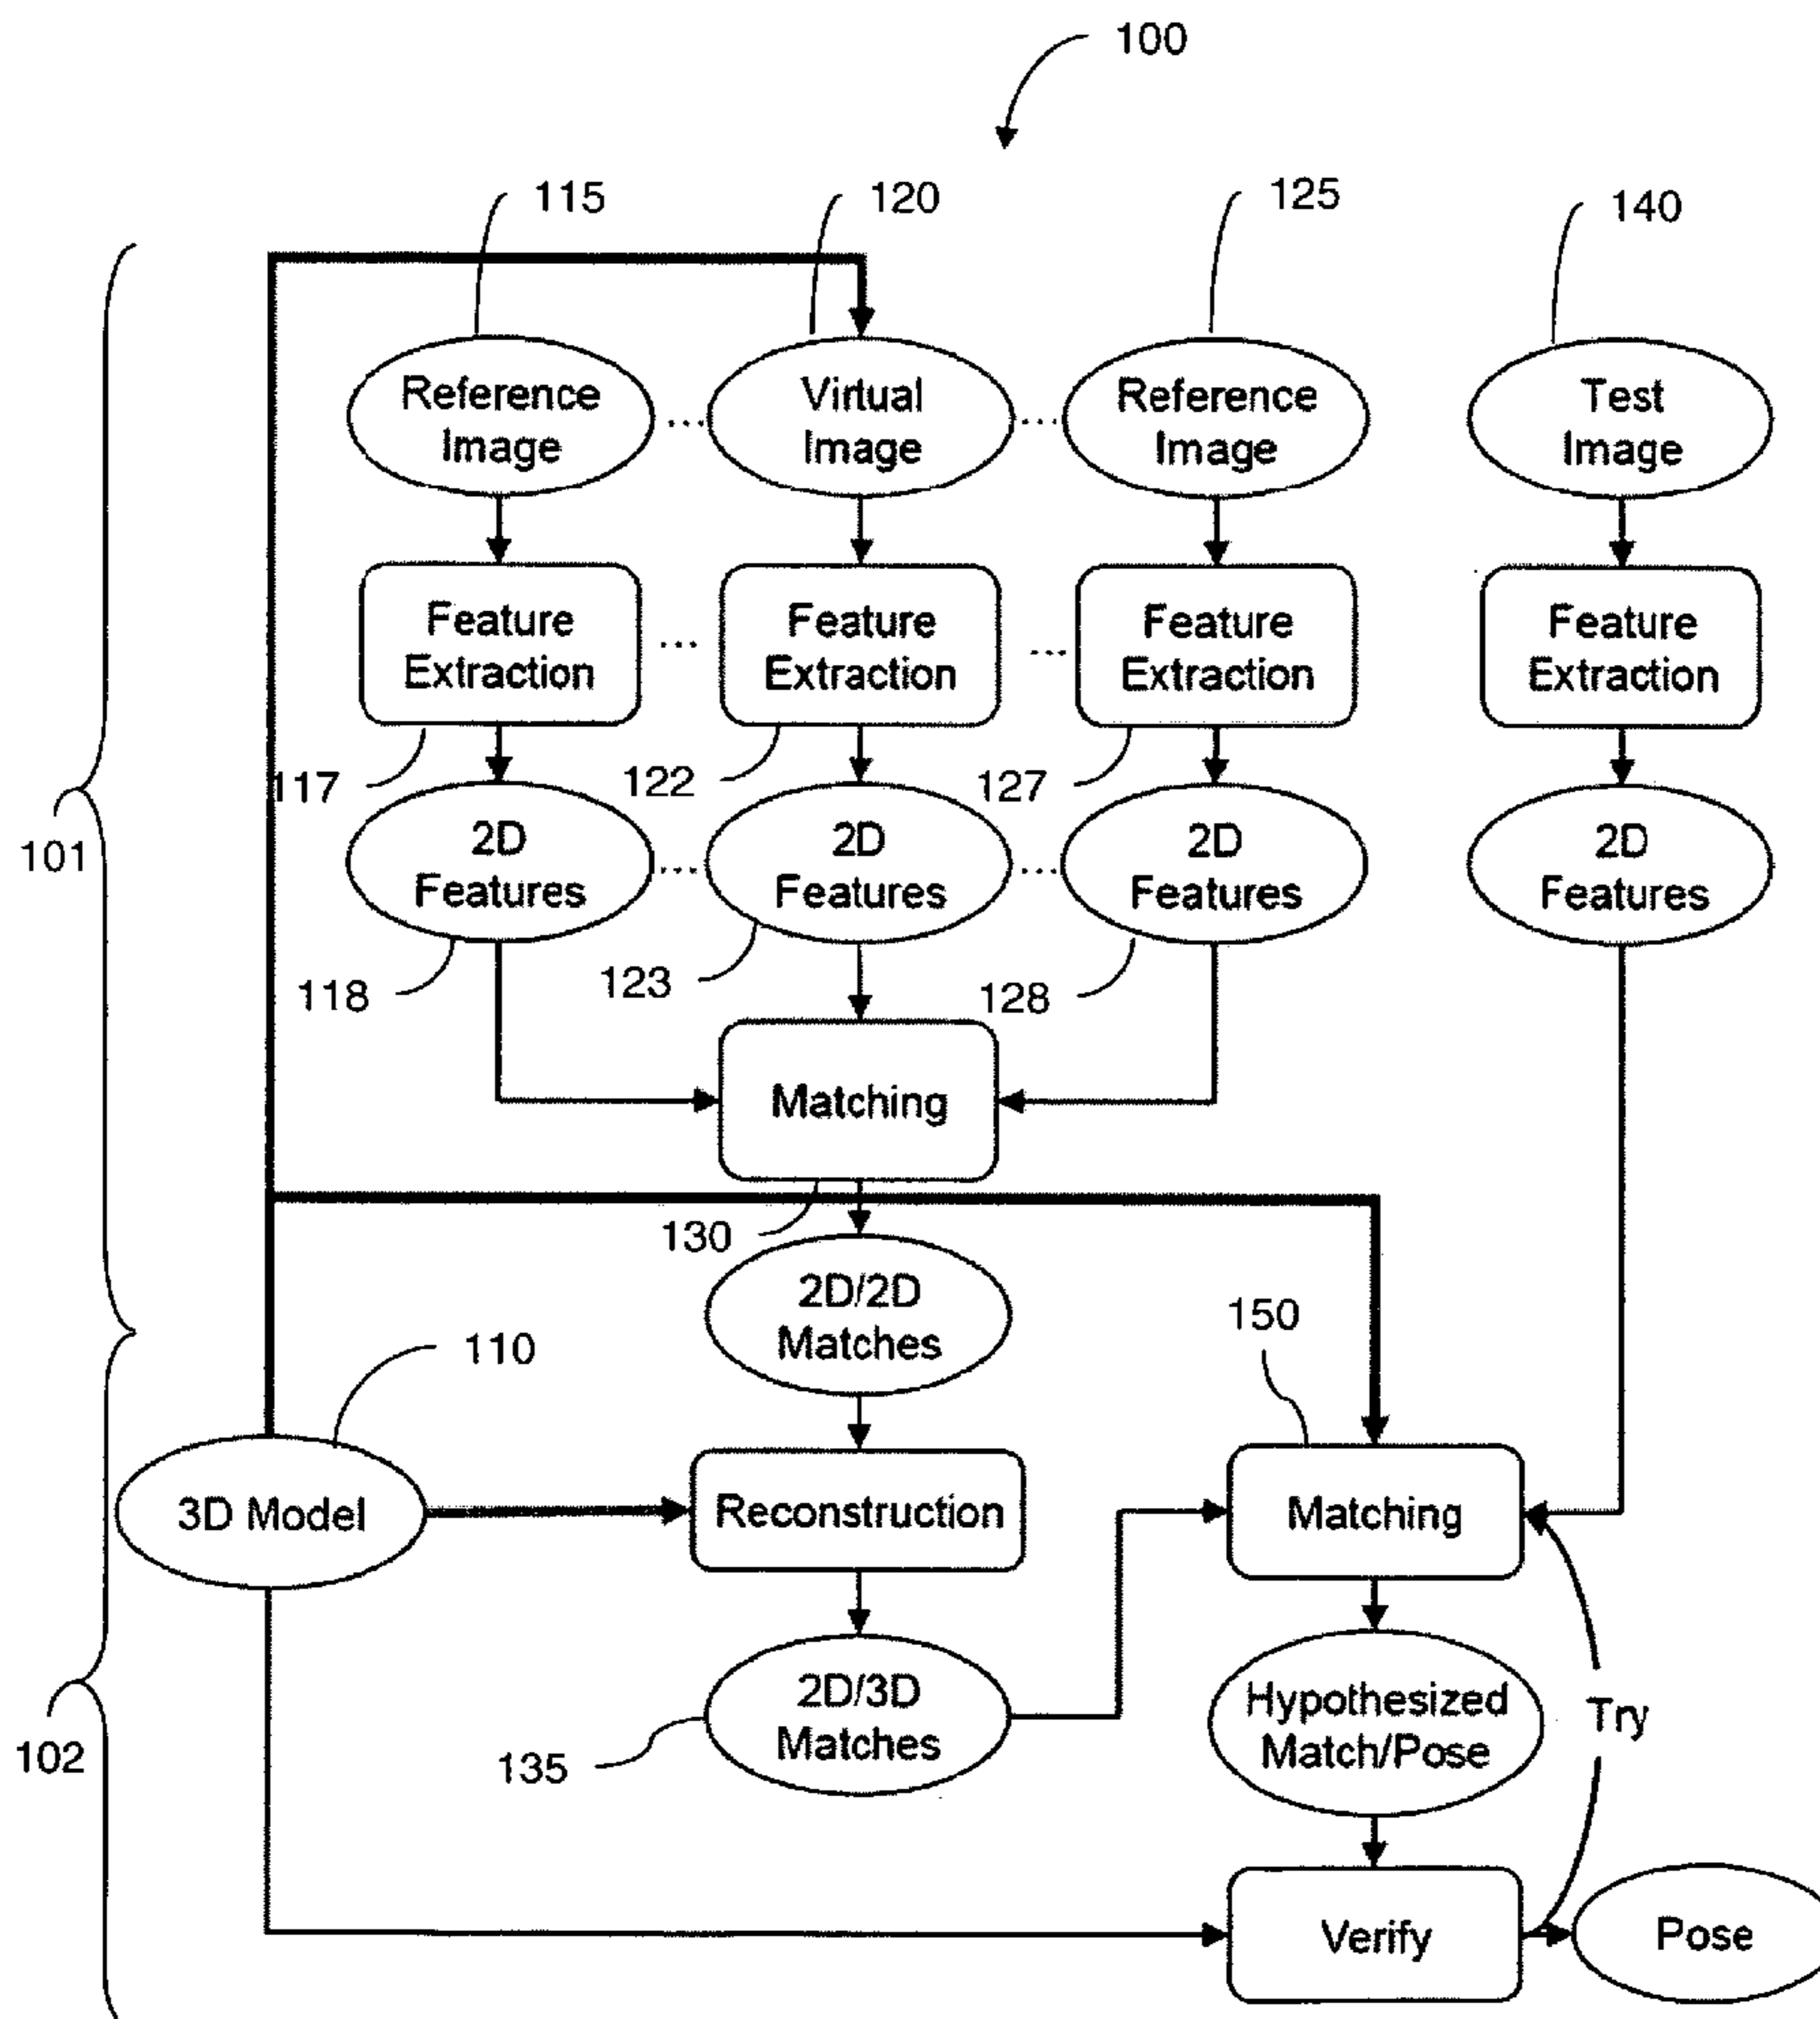 100
115
120
125
140
Reference
Image
...
Virtual
Image
...
Reference
Image
Test
Image
Feature
Extraction
...
Feature
Extraction
...
Feature
Extraction
Feature
Extraction
117
122
127
101
2D
Features
...
2D
Features
...
2D
Features
2D
Features
118
123
128
Matching
130
2D/2D
Matches
150
110
3D Model
Reconstruction
Matching
2D/3D
Matches
135
Hypothesized
Match/Pose
Try
102
Verify
Pose